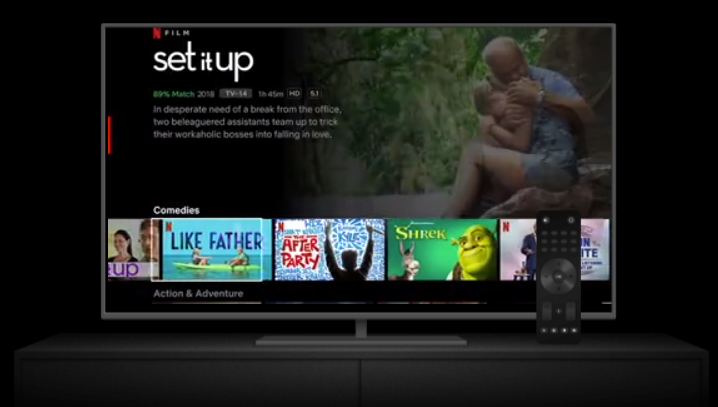 N FILM
set it up
89% Match 2018 TV-14 1h 45m HD 5.1
In desperate need of a break from the office,
two beleaguered assistants team up to trick
their workaholic bosses into falling in love.
Comedies
up
N LIKE FATHER
THE AFTER PARTY
SHREK
N
Action & Adventure